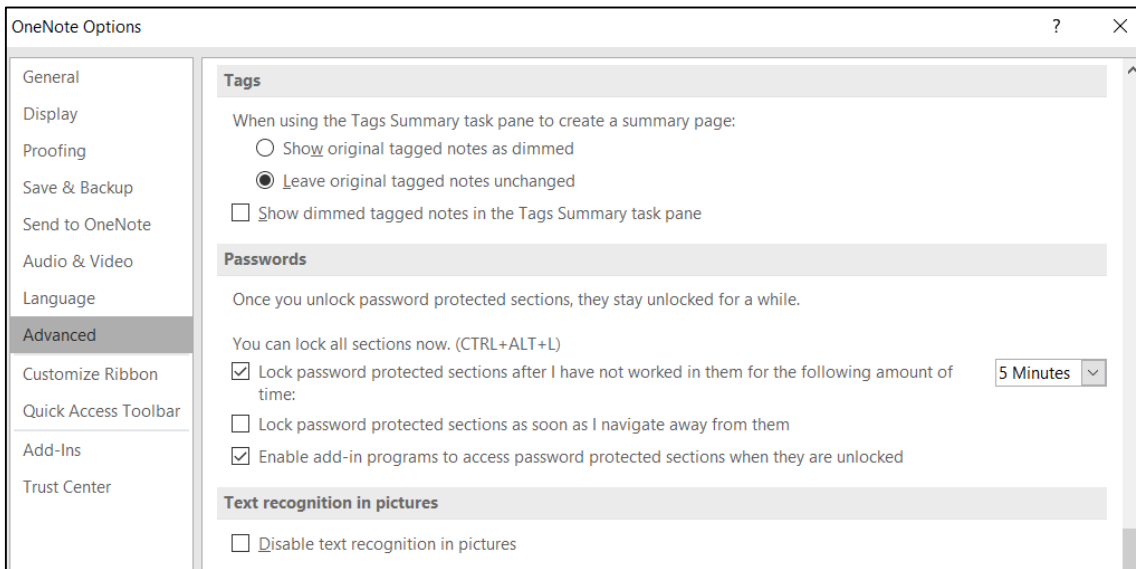 OneNote Options
General
Display
Proofing
Save & Backup
Send to OneNote
Audio & Video
Language
Advanced
Customize Ribbon
Quick Access Toolbar
Add-Ins
Trust Center
Tags
When using the Tags Summary task pane to create a summary page:
Show original tagged notes as dimmed
Leave original tagged notes unchanged
Show dimmed tagged notes in the Tags Summary task pane
Passwords
Once you unlock password protected sections, they stay unlocked for a while.
You can lock all sections now. (CTRL+ALT+L)
Lock password protected sections after I have not worked in them for the following amount of
time:
5 Minutes
Lock password protected sections as soon as I navigate away from them
Enable add-in programs to access password protected sections when they are unlocked
Text recognition in pictures
Disable text recognition in pictures